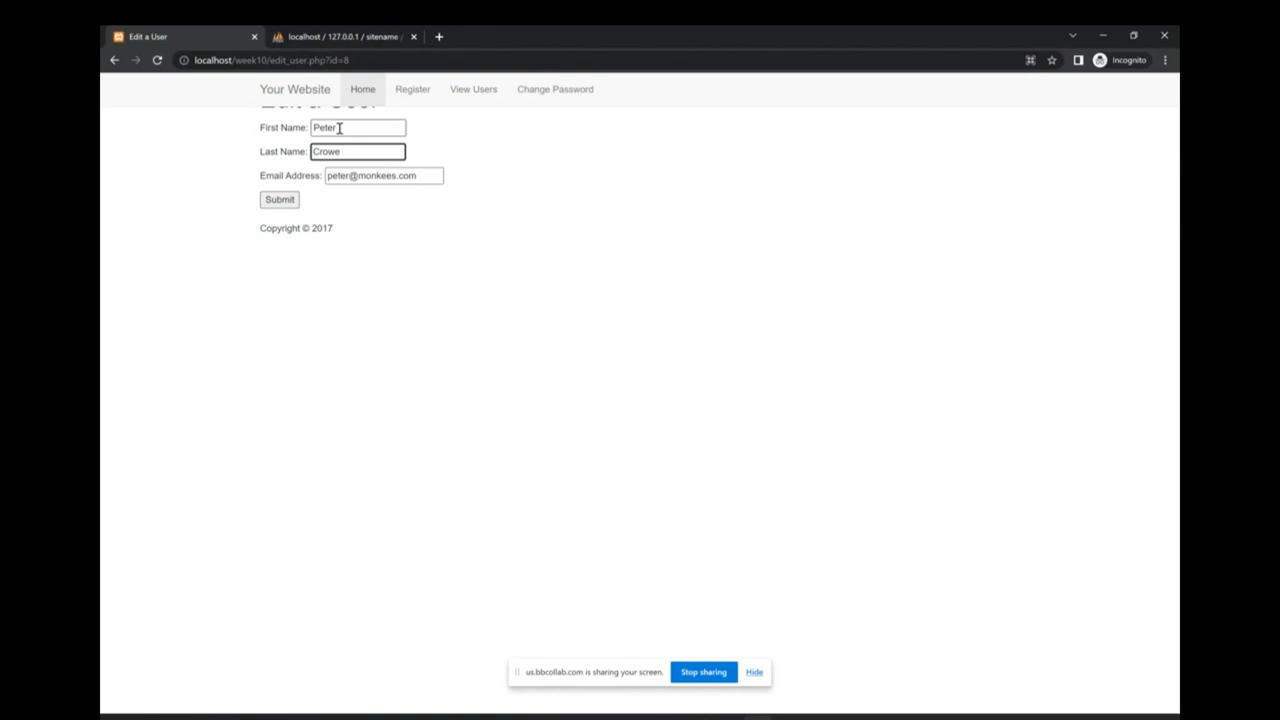 Edit a User
localhost / 127.0.0.1 / sitename /
localhost/week10/edit_user.php?id=8
Incognito
Your Website
Home
Register
View Users
Change Password
First Name: Peter
Last Name: Crowe
Email Address: peter@monkees.com
Submit
Copyright © 2017
us.bbcollab.com is sharing your screen.
Stop sharing
Hide